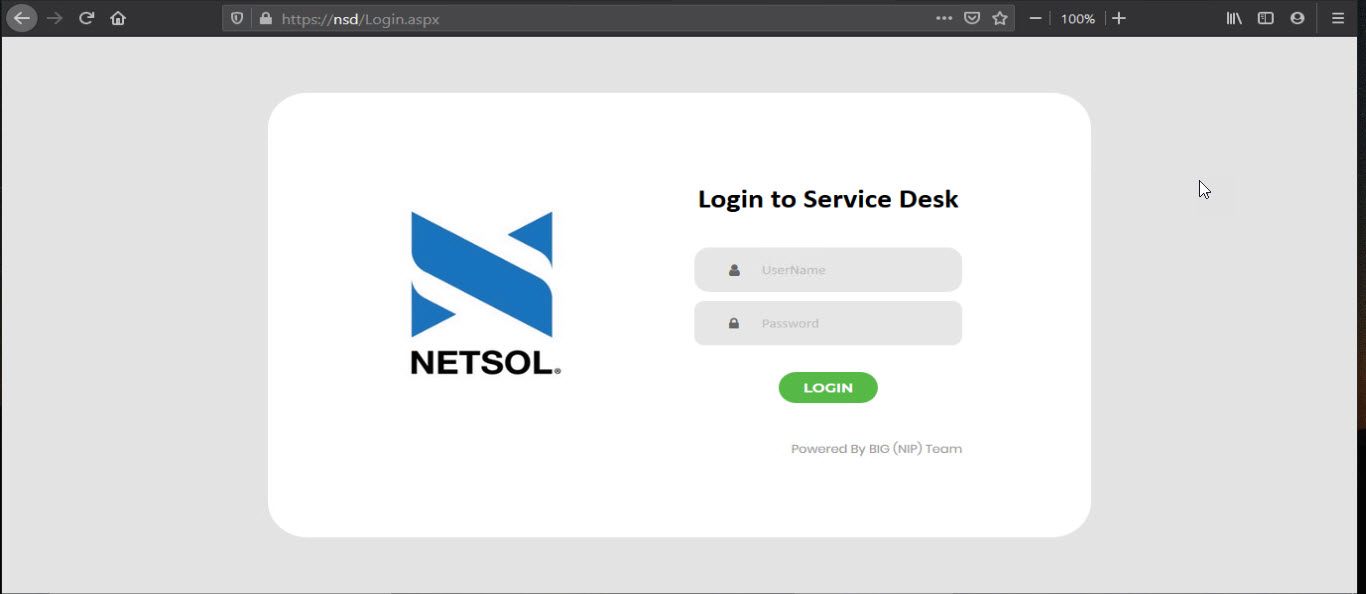 https://nsd/Login.aspx
100%
Login to Service Desk
UserName
Password
LOGIN
NETSOL®
Powered By BIG (NIP) Team